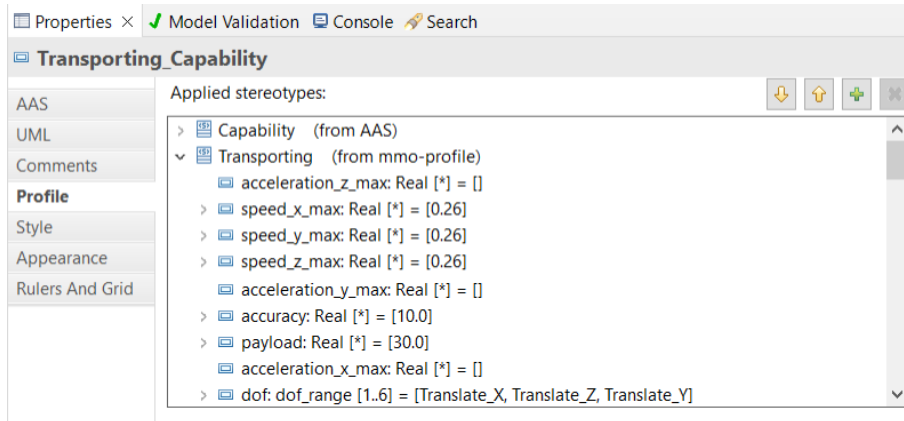 Properties × Model Validation Console Search
Transporting_Capability
AAS
UML
Comments
Profile
Style
Appearance
Rulers And Grid
Applied stereotypes:
Capability (from AAS)
Transporting (from mmo-profile)
acceleration_z_max: Real [*] = []
speed_x_max: Real [*] = [0.26]
speed_y_max: Real [*] = [0.26]
speed_z_max: Real [*] = [0.26]
acceleration_y_max: Real [*] = []
accuracy: Real [*] = [10.0]
payload: Real [*] = [30.0]
acceleration_x_max: Real [*] = []
dof: dof_range [1..6] = [Translate_X, Translate_Z, Translate_Y]